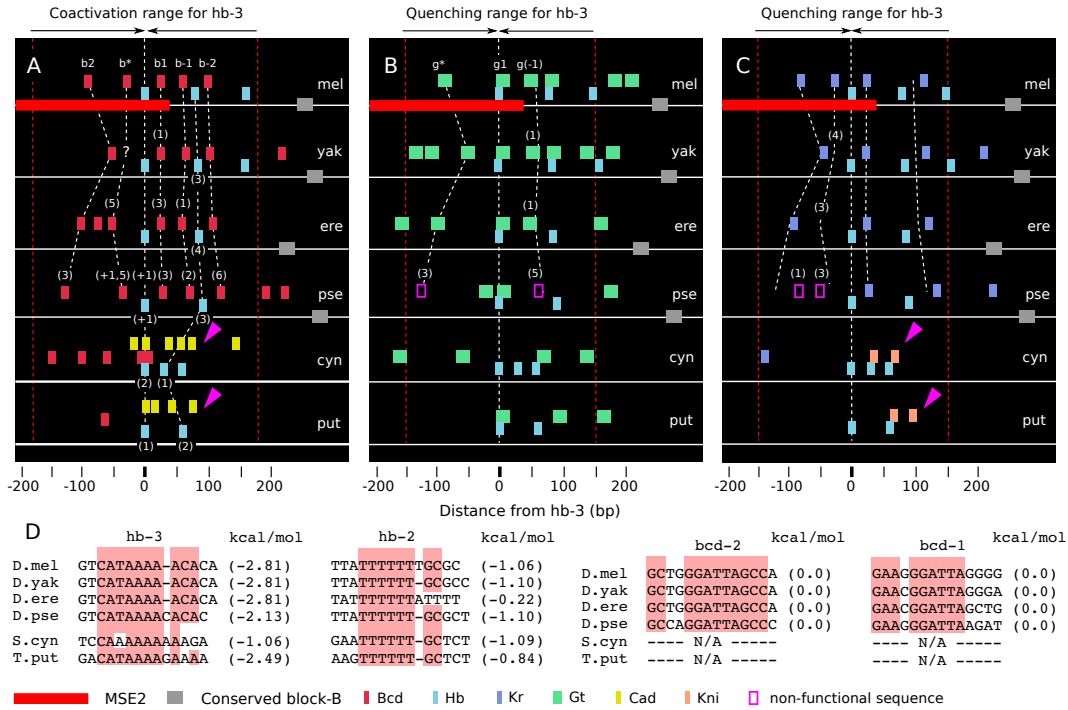 Coactivation range for hb-3
Quenching range for hb-3
Quenching range for hb-3
A
b2
b*
b1
b-1
b-2
mel
(1)
?
yak
(3)
(5)
(3)
(1)
ere
(4)
(3)
(+1,5)
(+1)
(3)
(2)
(6)
pse
(+1)
(3)
cyn
(2)
(1)
put
(1)
(2)
B
g*
g1
g(-1)
mel
(1)
yak
(1)
ere
(3)
(5)
pse
cyn
put
C
mel
(4)
yak
(3)
ere
(1)
(3)
pse
cyn
put
-200 -100 0 100 200
-200 -100 0 100 200
-200 -100 0 100 200
Distance from hb-3 (bp)
D
hb-3 kcal/mol
D.mel GTCATAAAA-ACACA (-2.81)
D.yak GTCATAAAA-ACACA (-2.81)
D.ere GTCATAAAA-ACACA (-2.81)
D.pse GTCATAAAACACAC (-2.13)
S.cyn TCCAAAAAAAAGA (-1.06)
T.put GACATAAAAGAAAA (-2.49)
hb-2 kcal/mol
TTATTTTTTTGCGC (-1.06)
TTATTTTTT-GCGCC (-1.10)
TATTTTTTTATTTT (-0.22)
TTATTTTTT-GCGC (-1.10)
GAATTTTTT-GCTCT (-1.09)
AAGTTTTTT-GCTCT (-0.84)
bcd-2 kcal/mol
D.mel GCTGGGATTAGCCA (0.0)
D.yak GCTGGGATTAGCCA (0.0)
D.ere GCTGGGATTAGCCA (0.0)
D.pse GCCAGGATTAGCCC (0.0)
S.cyn ---- N/A -----
T.put ---- N/A -----
bcd-1 kcal/mol
GAAGGGATTAGGGG (0.0)
GAACGGATTAGGGA (0.0)
GAACGGATTAGCTG (0.0)
GAACGGATTAAGAT (0.0)
---- N/A -----
---- N/A -----
MSE2
Conserved block-B
Bcd
Hb
Kr
Gt
Cad
Kni
non-functional sequence